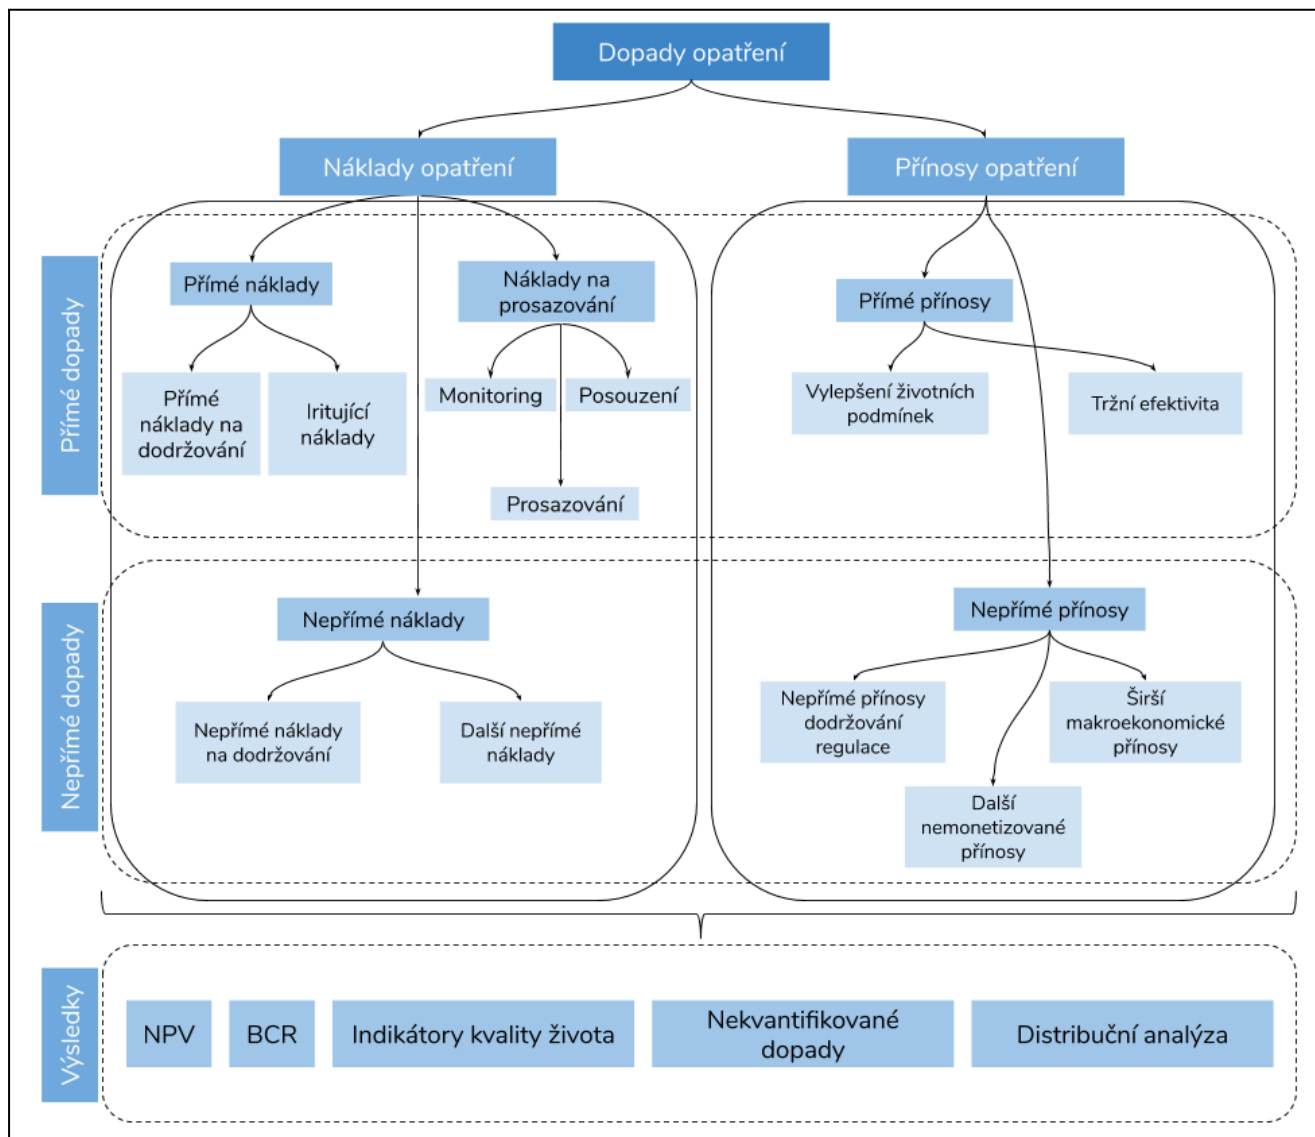 Dopady opatření
Náklady opatření
Přínosy opatření
Přímé dopady
Přímé náklady
Náklady na
prosazování
Přímé přínosy
Přímé
náklady na
dodržování
Iritující
náklady
Monitoring
Posouzení
Prosazování
Vylepšení životních
podmínek
Tržní efektivita
Nepřímé dopady
Nepřímé náklady
Nepřímé přínosy
Nepřímé náklady
na dodržování
Další nepřímé
náklady
Nepřímé přínosy
dodržování
regulace
Širší
makroekonomické
přínosy
Další
nemonetizované
přínosy
Výsledky
NPV
BCR
Indikátory kvality života
Nekvantifikované
dopady
Distribuční analýza